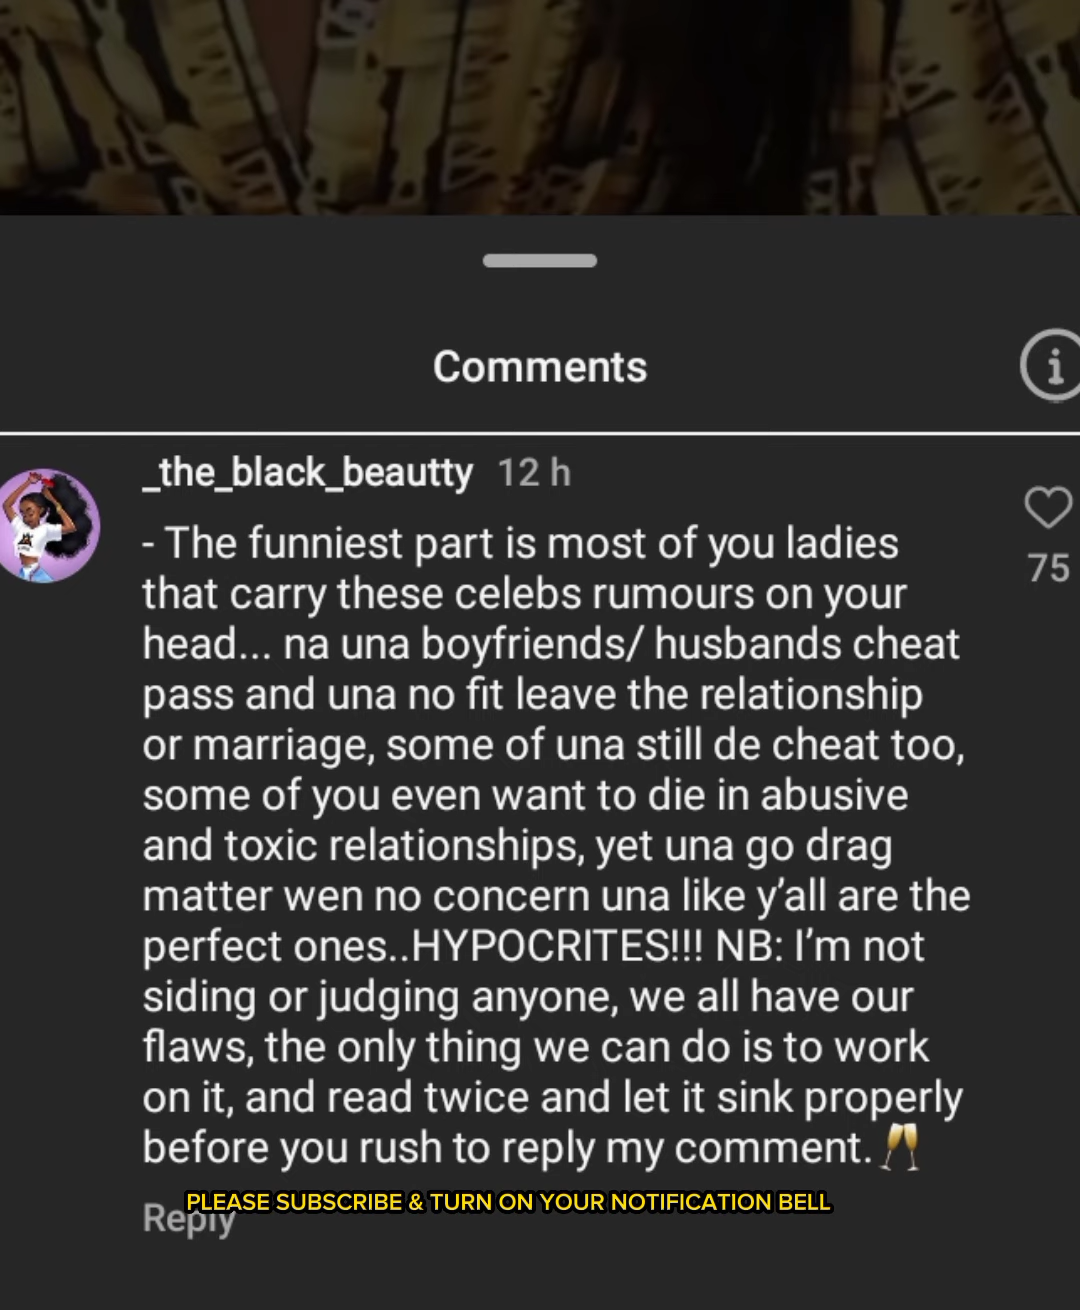 Comments
_the_black_beautty 12 h
- The funniest part is most of you ladies
that carry these celebs rumours on your
head... na una boyfriends/ husbands cheat
pass and una no fit leave the relationship
or marriage, some of una still de cheat too,
some of you even want to die in abusive
and toxic relationships, yet una go drag
matter wen no concern una like y’all are the
perfect ones..HYPOCRITES!!! NB: I’m not
siding or judging anyone, we all have our
flaws, the only thing we can do is to work
on it, and read twice and let it sink properly
before you rush to reply my comment.🥂
75
PLEASE SUBSCRIBE & TURN ON YOUR NOTIFICATION BELL
Reply